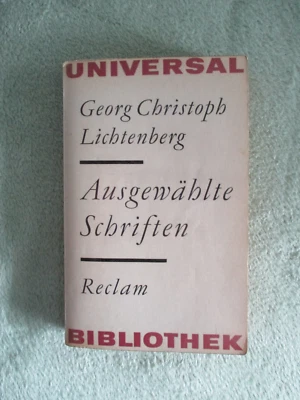 UNIVERSAL
Georg Christoph
Lichtenberg
Ausgewählte
Schriften
Reclam
BIBLIOTHEK